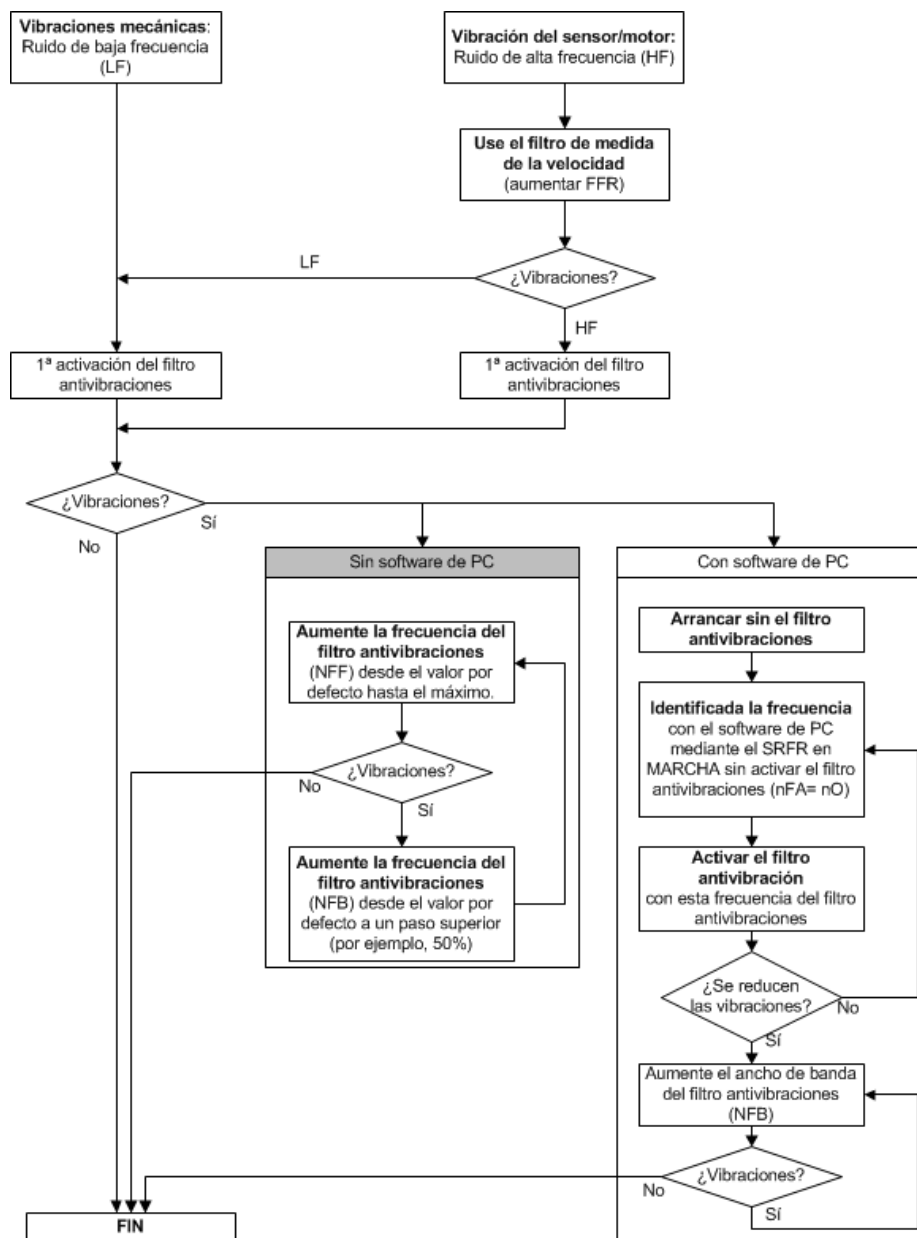 Vibraciones mecánicas:
Ruido de baja frecuencia
(LF)
Vibración del sensor/motor:
Ruido de alta frecuencia (HF)
Use el filtro de medida
de la velocidad
(aumentar FFR)
LF
¿Vibraciones?
HF
1ª activación del filtro
antivibraciones
1ª activación del filtro
antivibraciones
¿Vibraciones?
Sí
No
Sin software de PC
Aumente la frecuencia del
filtro antivibraciones
(NFF) desde el valor por
defecto hasta el máximo.
¿Vibraciones?
No
Sí
Aumente la frecuencia del
filtro antivibraciones
(NFB) desde el valor por
defecto a un paso superior
(por ejemplo, 50%)
Con software de PC
Arrancar sin el filtro
antivibraciones
Identificada la frecuencia
con el software de PC
mediante el SRFR en
MARCHA sin activar el filtro
antivibraciones (nFA= nO)
Activar el filtro
antivibración
con esta frecuencia del filtro
antivibraciones
¿Se reducen
las vibraciones?
No
Sí
Aumente el ancho de banda
del filtro antivibraciones
(NFB)
¿Vibraciones?
No
Sí
FIN